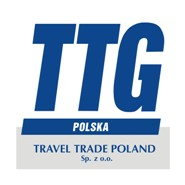 TTG
POLSKA
TRAVEL TRADE POLAND
Sp. z o.o.